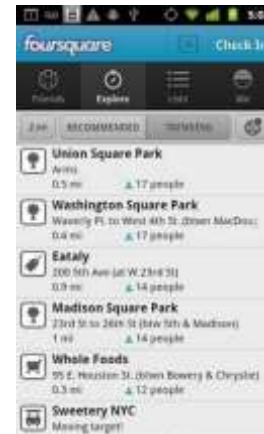 foursquare
Check In
Friends
Explore
Lists
Me
RECOMMENDED
TRENDING
Union Square Park
0.5 mi 17 people
Washington Square Park
Waverly Pl. to West 4th St. (btwn MacDou
0.4 mi 17 people
Eataly
200 5th Ave (at W 23rd St)
0.9 mi 14 people
Madison Square Park
23rd St to 26th St (btw 5th & Madison)
1 mi 14 people
Whole Foods
95 E. Houston St. (btwn Bowery & Chrystie)
0.3 mi 12 people
Sweetery NYC
Moving target!